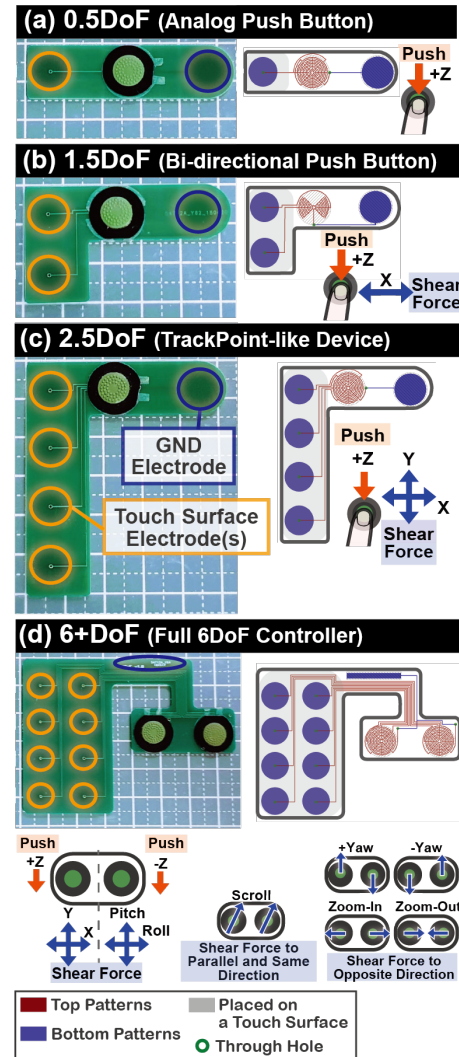 (a) 0.5DoF (Analog Push Button)
Push
+Z
(b) 1.5DoF (Bi-directional Push Button)
Push
+Z
X
Shear
Force
(c) 2.5DoF (TrackPoint-like Device)
GND
Electrode
Touch Surface
Electrode(s)
Push
+Z
Y
X
Shear
Force
(d) 6+DoF (Full 6DoF Controller)
Push
+Z
Push
-Z
Y
X
Pitch
Roll
Shear Force
Scroll
Shear Force to
Parallel and Same
Direction
+Yaw
-Yaw
Zoom-In
Zoom-Out
Shear Force to
Opposite Direction
Top Patterns
Bottom Patterns
Placed on
a Touch Surface
Through Hole